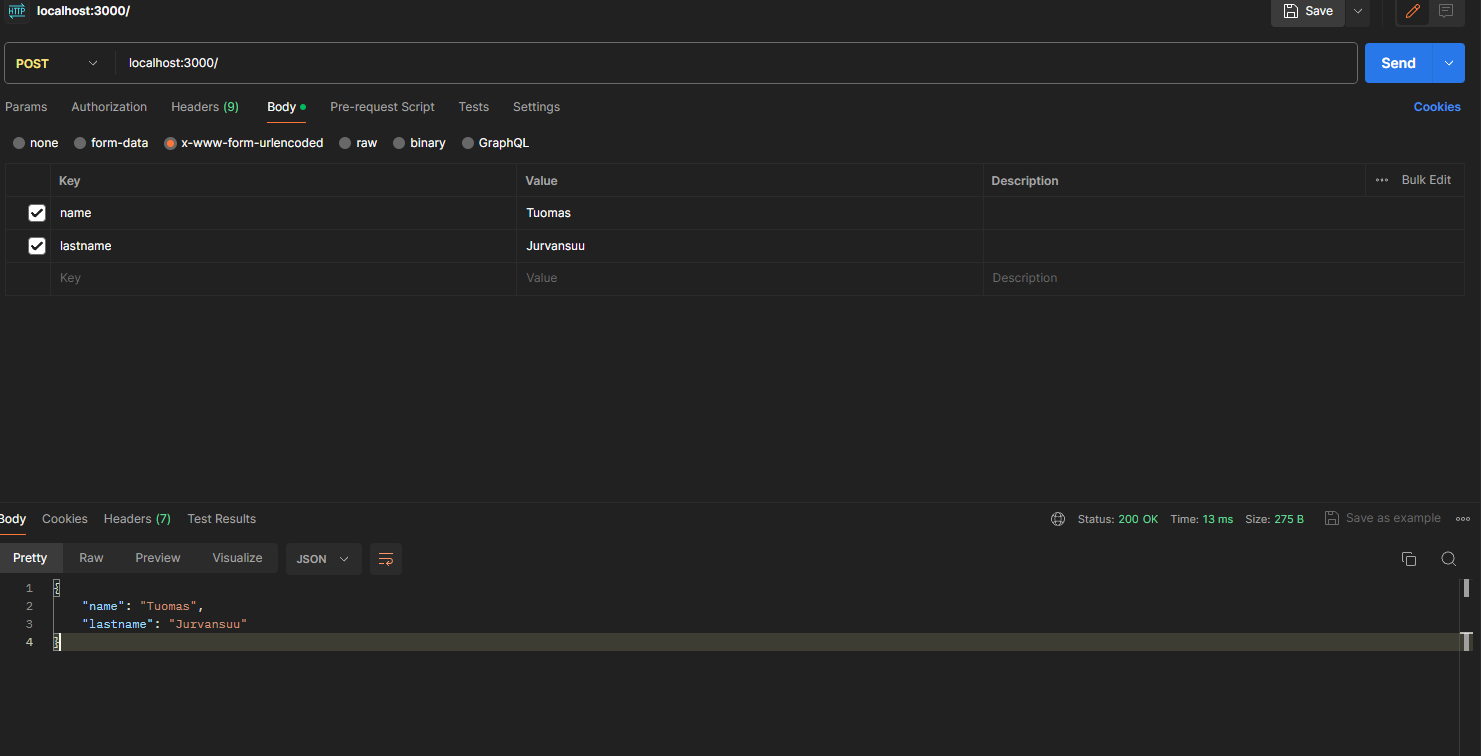 HTTP localhost:3000/ Save
POST localhost:3000/ Send
Params Authorization Headers (9) Body Pre-request Script Tests Settings Cookies
none form-data x-www-form-urlencoded raw binary GraphQL
Key Value Description Bulk Edit
name Tuomas
lastname Jurvansuu
Key Value Description
Body Cookies Headers (7) Test Results Status: 200 OK Time: 13 ms Size: 275 B Save as example
Pretty Raw Preview Visualize JSON
1 {
2 "name": "Tuomas",
3 "lastname": "Jurvansuu"
4 }